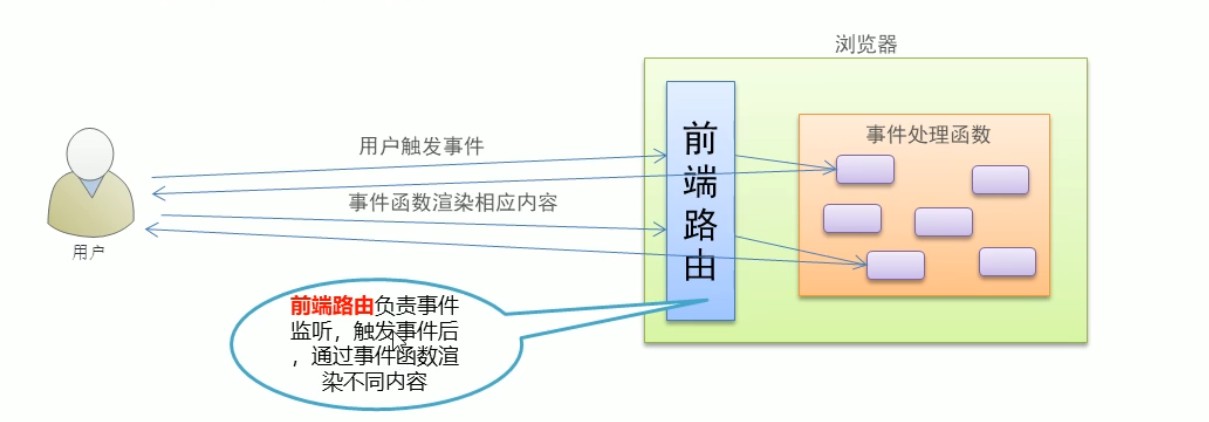 浏览器
用户触发事件
事件函数渲染相应内容
用户
前
端
路
由
事件处理函数
前端路由负责事件
监听，触发事件后
，通过事件函数渲
染不同内容